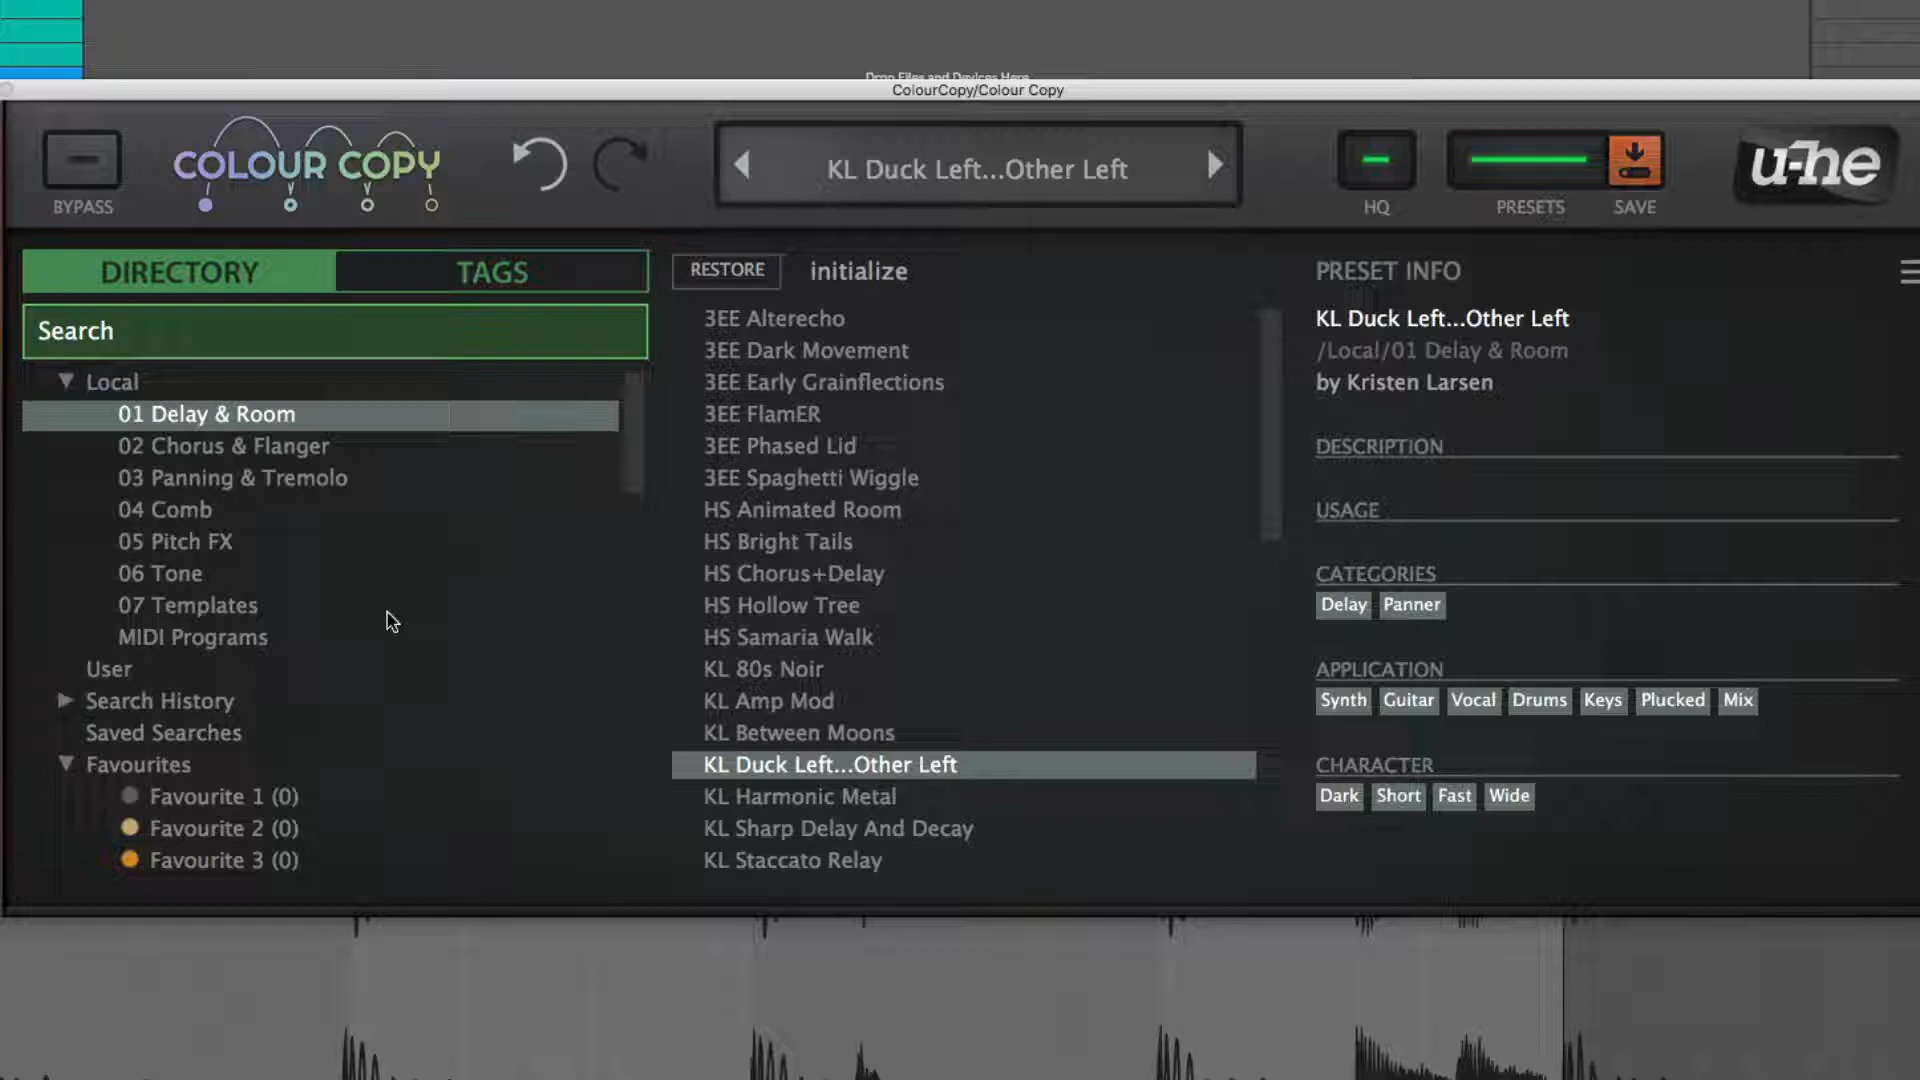 Drop Files and Devices Here
ColourCopy/Colour Copy
BYPASS
COLOUR COPY
KL Duck Left...Other Left
HQ
PRESETS
SAVE
u-he
DIRECTORY
TAGS
Search
Local
01 Delay & Room
02 Chorus & Flanger
03 Panning & Tremolo
04 Comb
05 Pitch FX
06 Tone
07 Templates
MIDI Programs
User
Search History
Saved Searches
Favourites
Favourite 1 (0)
Favourite 2 (0)
Favourite 3 (0)
RESTORE
initialize
3EE Alterecho
3EE Dark Movement
3EE Early Grainflections
3EE FlamER
3EE Phased Lid
3EE Spaghetti Wiggle
HS Animated Room
HS Bright Tails
HS Chorus+Delay
HS Hollow Tree
HS Samaria Walk
KL 80s Noir
KL Amp Mod
KL Between Moons
KL Duck Left...Other Left
KL Harmonic Metal
KL Sharp Delay And Decay
KL Staccato Relay
PRESET INFO
KL Duck Left...Other Left
/Local/01 Delay & Room
by Kristen Larsen
DESCRIPTION
USAGE
CATEGORIES
Delay Panner
APPLICATION
Synth Guitar Vocal Drums Keys Plucked Mix
CHARACTER
Dark Short Fast Wide